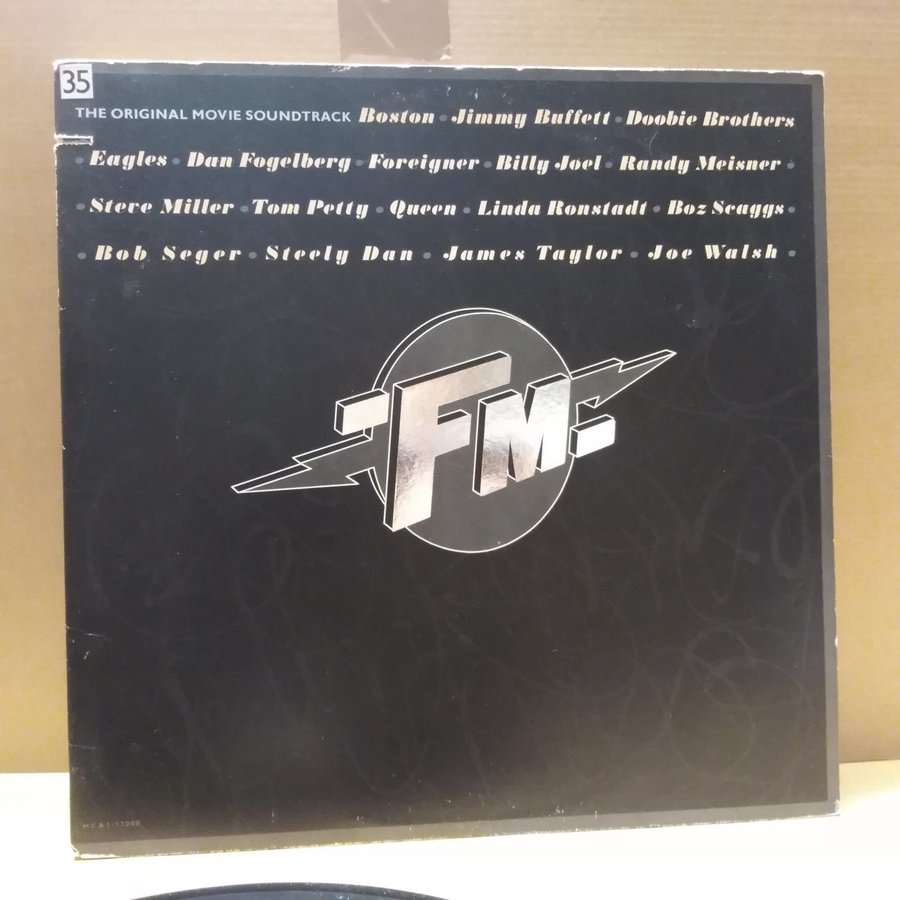 35
THE ORIGINAL MOVIE SOUNDTRACK Boston • Jimmy Buffett • Doobie Brothers
• Eagles • Dan Fogelberg • Foreigner • Billy Joel • Randy Meisner •
• Steve Miller • Tom Petty • Queen • Linda Ronstadt • Boz Scaggs •
• Bob Seger • Steely Dan • James Taylor • Joe Walsh •
FM